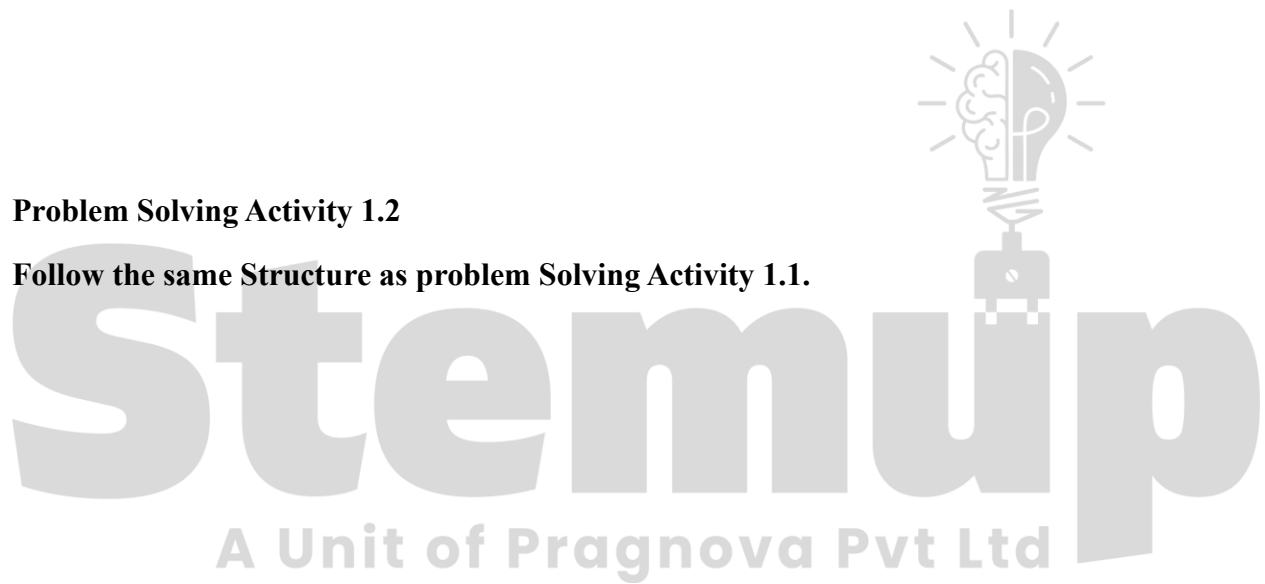 Problem Solving Activity 1.2
Follow the same Structure as problem Solving Activity 1.1.
Stemup
A Unit of Pragnova Pvt Ltd